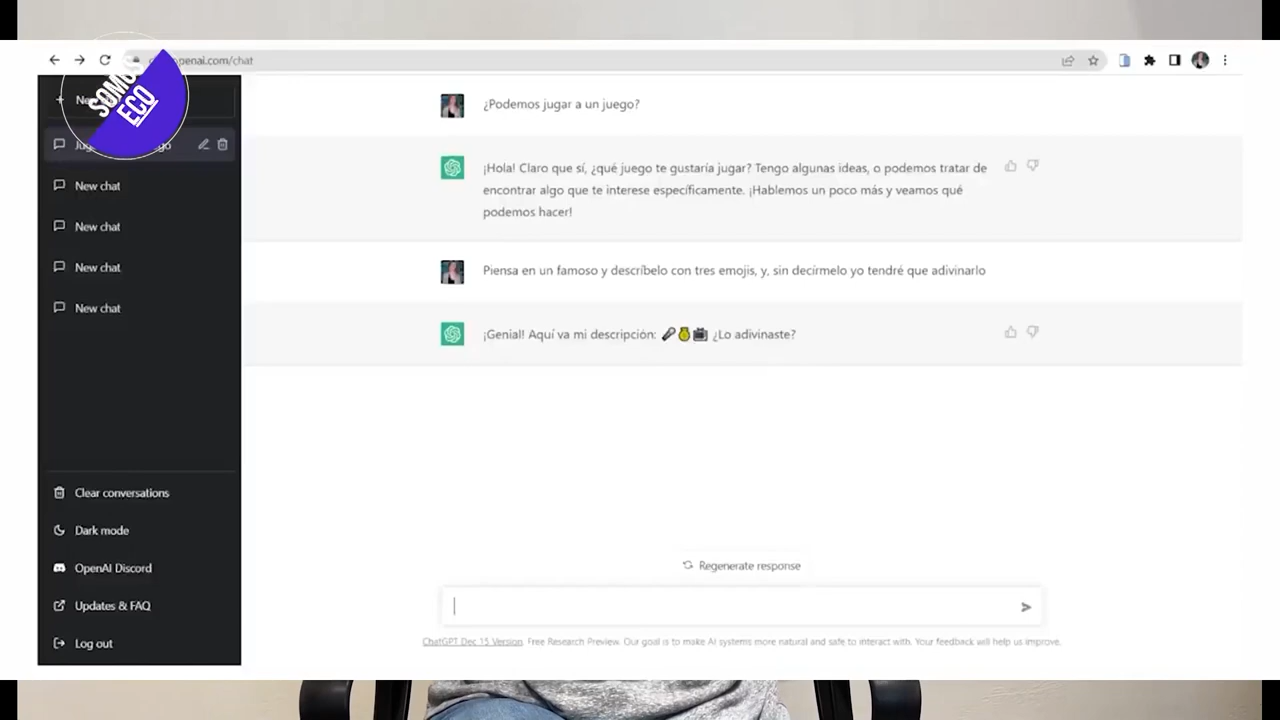 openai.com/chat
SOMOS
ECO
¿Podemos jugar a un juego?
¡Hola! Claro que sí, ¿qué juego te gustaría jugar? Tengo algunas ideas, o podemos tratar de
encontrar algo que te interese específicamente. ¡Hablemos un poco más y veamos qué
podemos hacer!
Piensa en un famoso y descríbelo con tres emojis, y, sin decírmelo yo tendré que adivinarlo
¡Genial! Aquí va mi descripción: 🎤💰📺 ¿Lo adivinaste?
New chat
New chat
New chat
New chat
Clear conversations
Dark mode
OpenAI Discord
Updates & FAQ
Log out
Regenerate response
ChatGPT Dec 15 Version. Free Research Preview. Our goal is to make AI systems more natural and safe to interact with. Your feedback will help us improve.